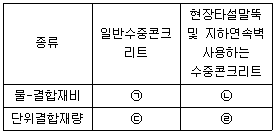 종류
일반수중콘크
리트
현장타설말뚝
및 지하연속벽
사용하는
수중콘크리트
물-결합재비
㉠
㉡
단위결합재량
㉢
㉣